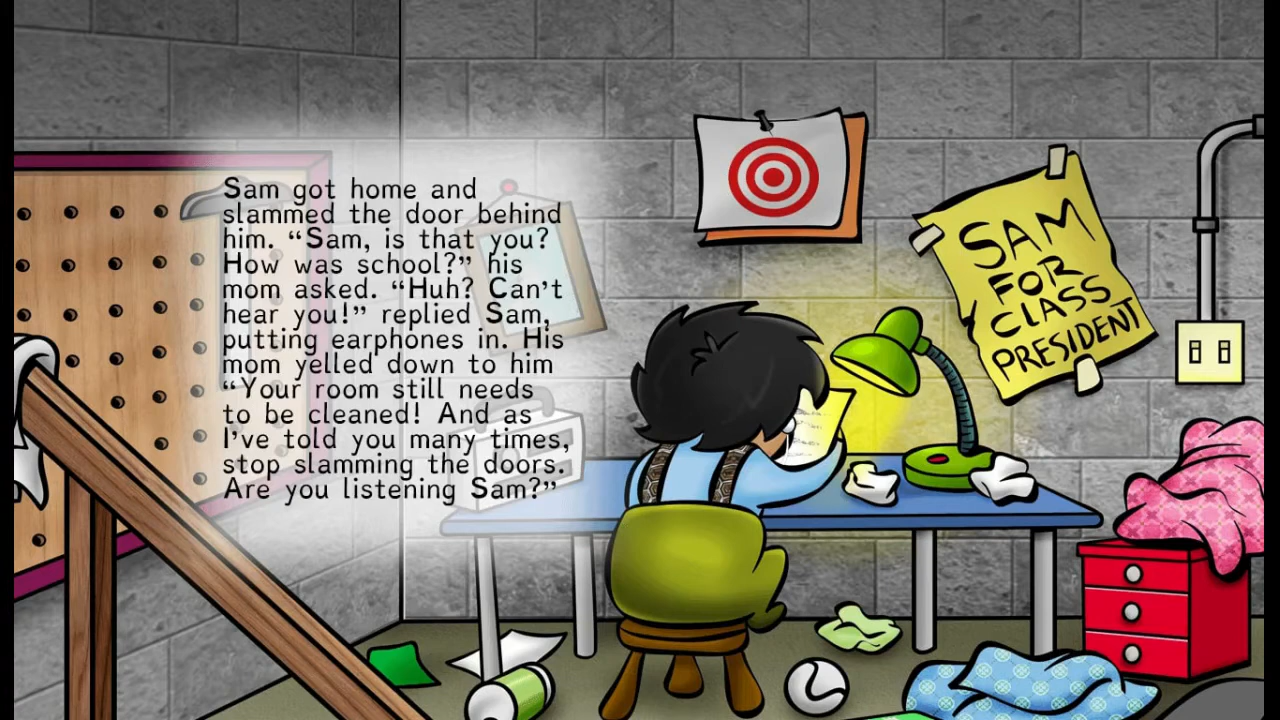 Sam got home and
slammed the door behind
him. “Sam, is that you?
How was school?” his
mom asked. “Huh? Can’t
hear you!” replied Sam,
putting earphones in. His
mom yelled down to him
“Your room still needs
to be cleaned! And as
I’ve told you many times,
stop slamming the doors.
Are you listening Sam?”
SAM
FOR
CLASS
PRESIDENT